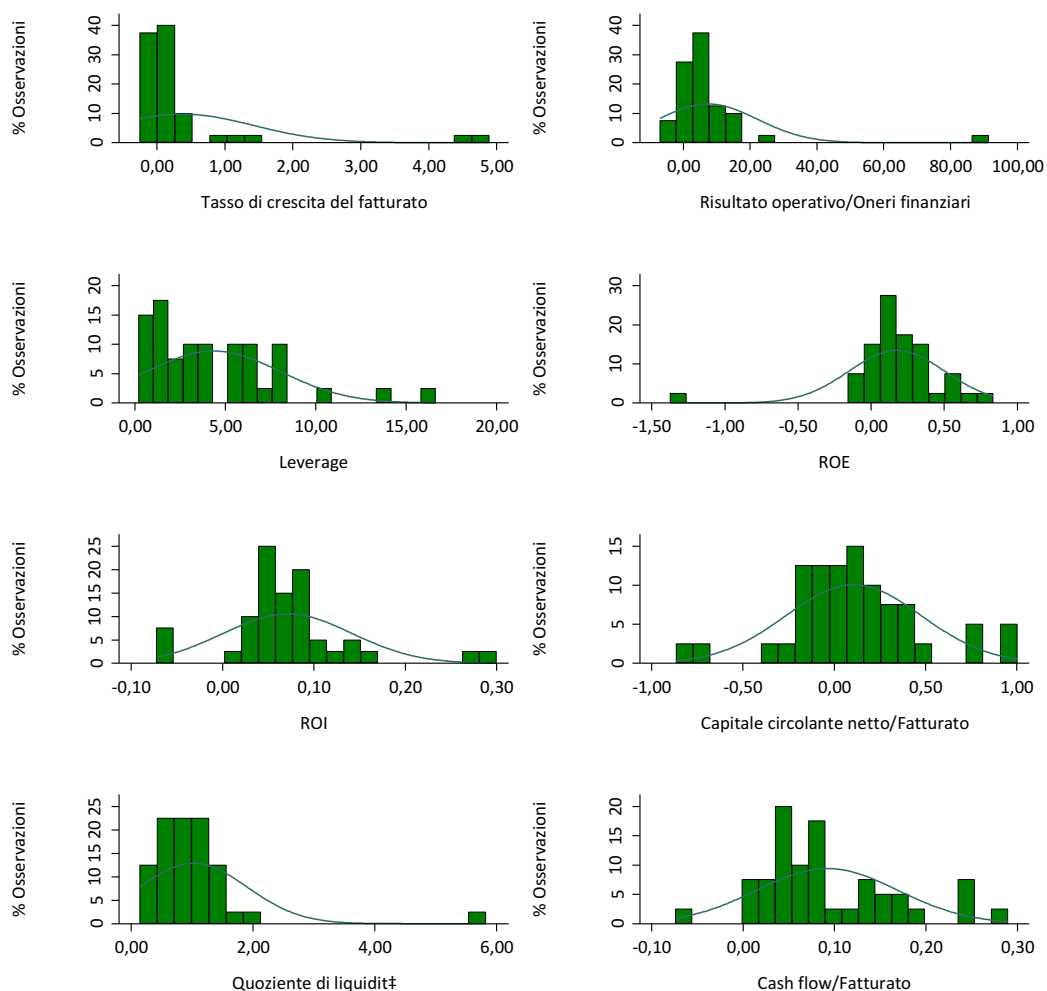 % Osservazioni
40
30
20
10
0
0,00 1,00 2,00 3,00 4,00 5,00
Tasso di crescita del fatturato
% Osservazioni
40
30
20
10
0
0,00 20,00 40,00 60,00 80,00 100,00
Risultato operativo/Oneri finanziari
% Osservazioni
20
15
10
5
0
0,00 5,00 10,00 15,00 20,00
Leverage
% Osservazioni
30
20
10
0
-1,50 -1,00 -0,50 0,00 0,50 1,00
ROE
% Osservazioni
25
20
15
10
5
0
-0,10 0,00 0,10 0,20 0,30
ROI
% Osservazioni
15
10
5
0
-1,00 -0,50 0,00 0,50 1,00
Capitale circolante netto/Fatturato
% Osservazioni
25
20
15
10
5
0
0,00 2,00 4,00 6,00
Quoziente di liquidit‡
% Osservazioni
20
15
10
5
0
-0,10 0,00 0,10 0,20 0,30
Cash flow/Fatturato